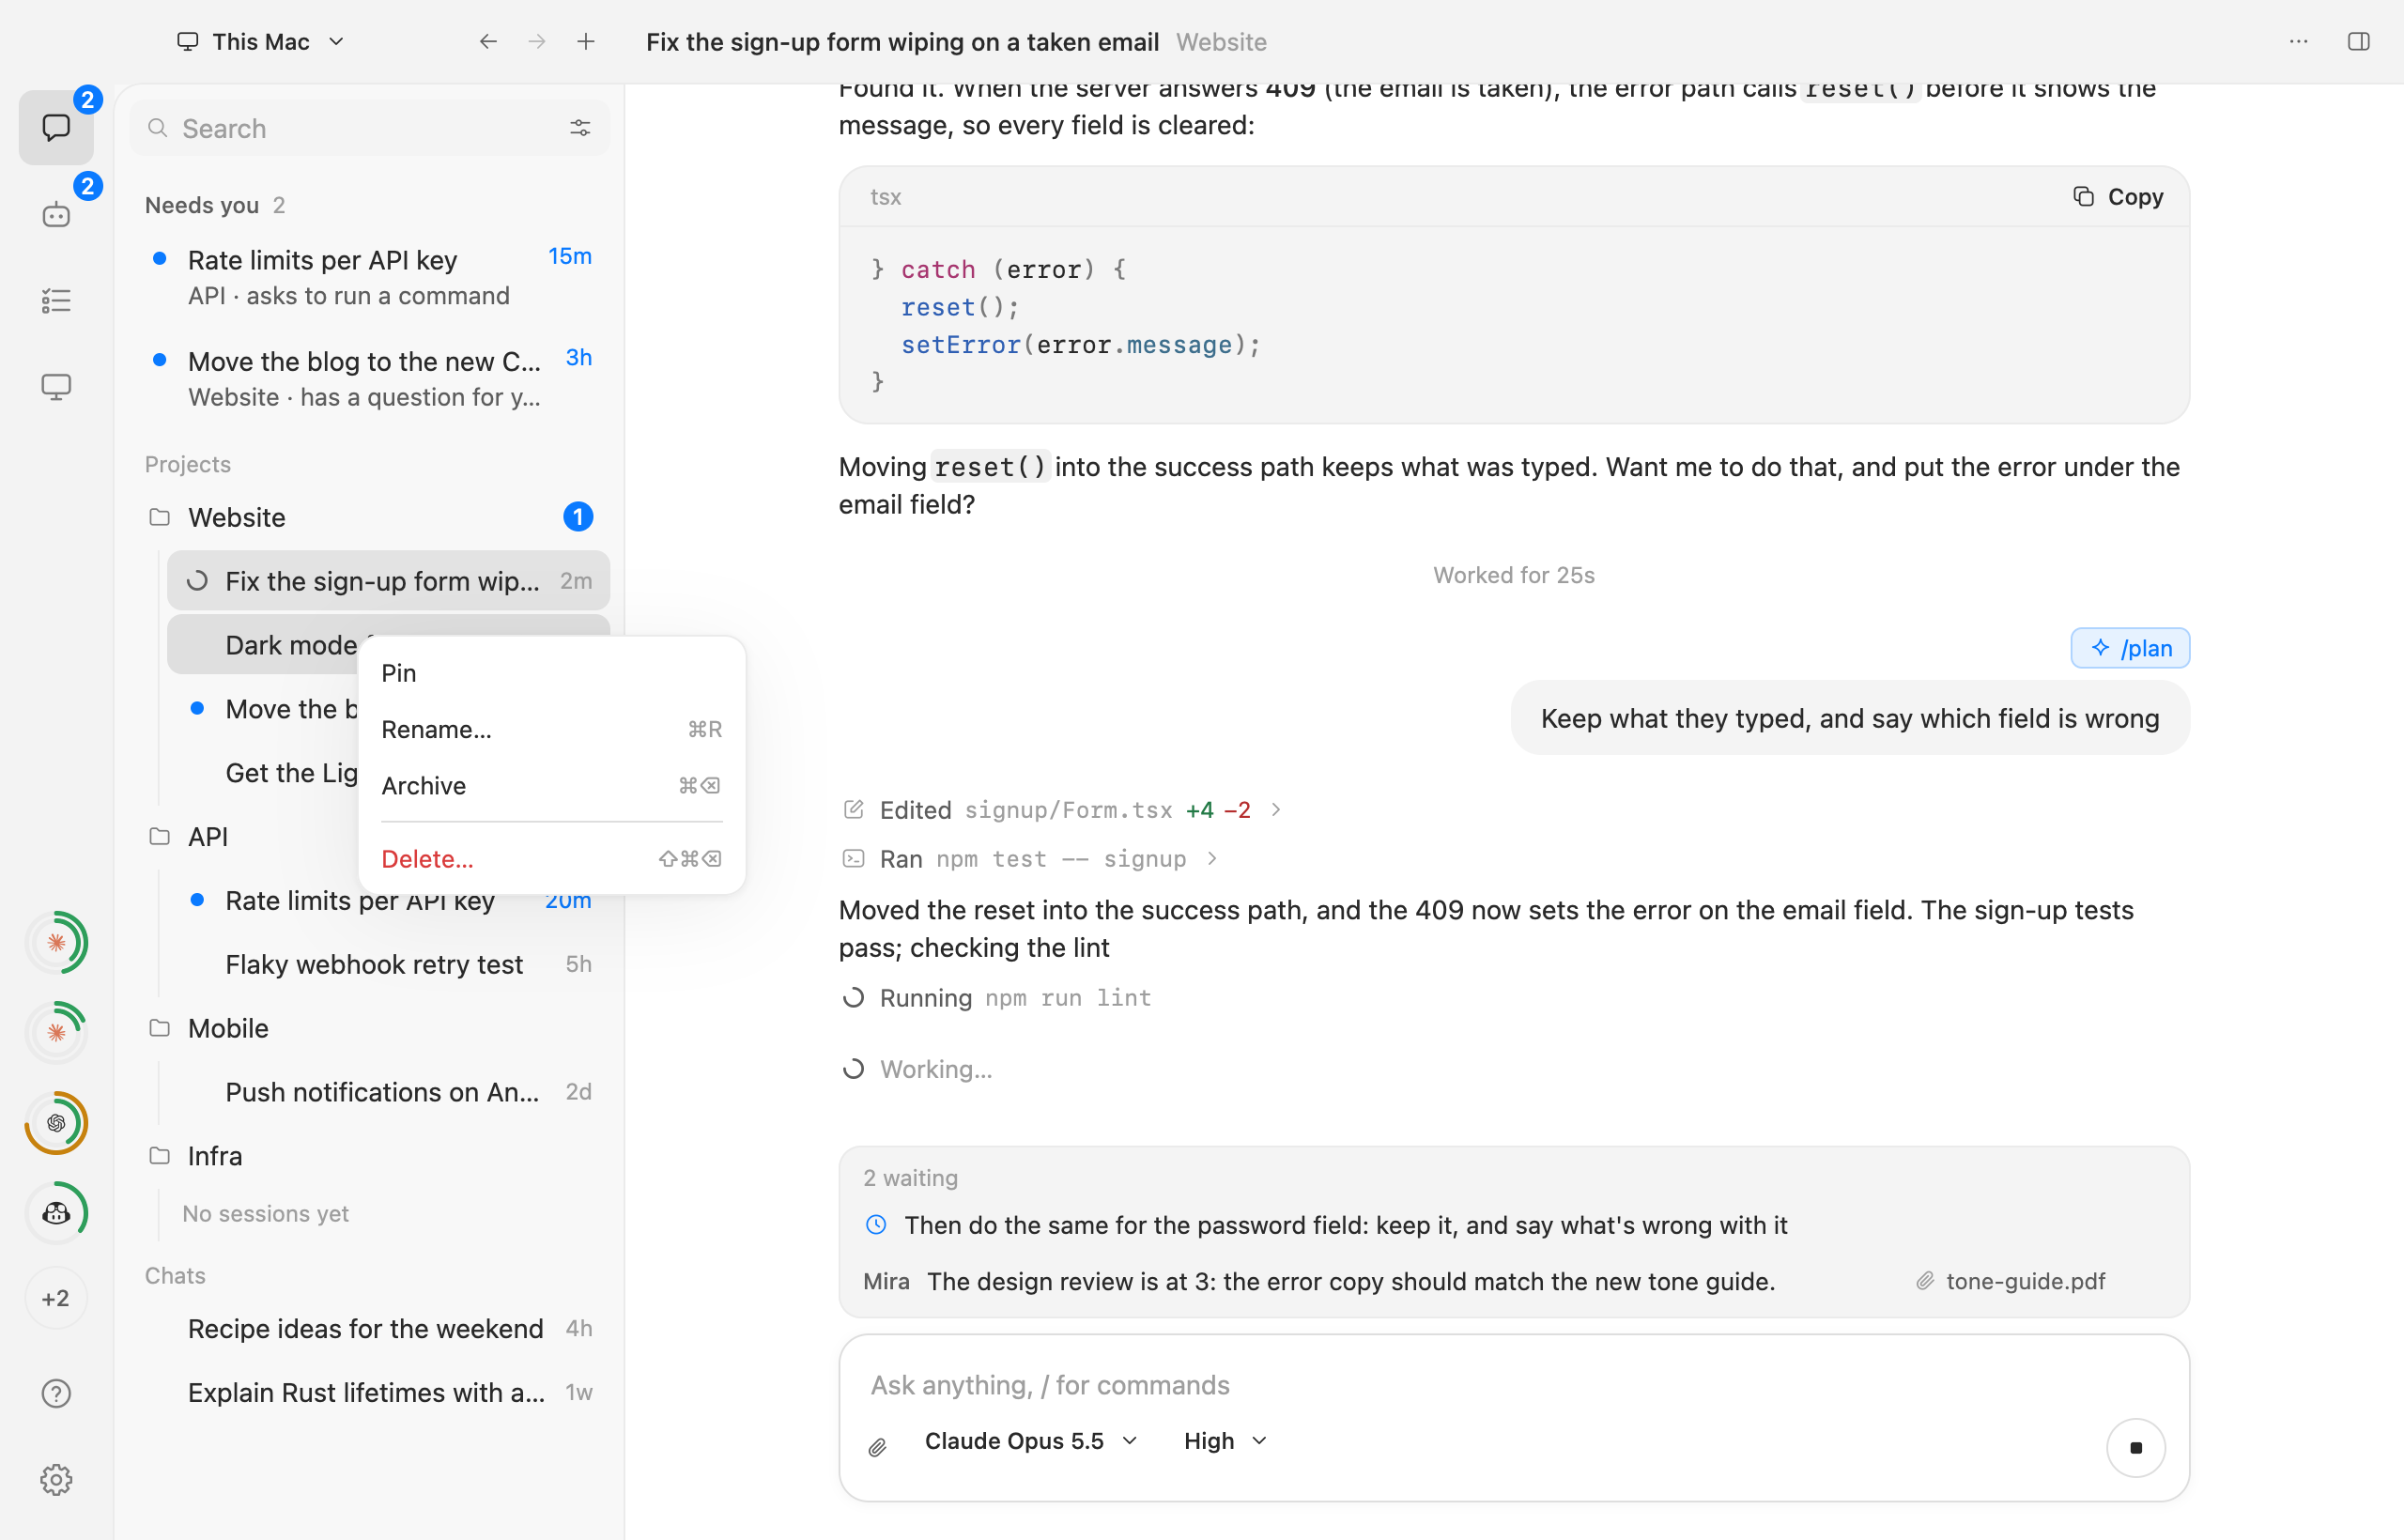 This Mac
Fix the sign-up form wiping on a taken email Website
2
2
Search
Needs you 2
Rate limits per API key 15m
API · asks to run a command
Move the blog to the new C... 3h
Website · has a question for y...
Projects
Website 1
Fix the sign-up form wip... 2m
Dark mode
Move the b
Get the Lig
API
Rate limits per API key 20m
Flaky webhook retry test 5h
Mobile
Push notifications on An... 2d
Infra
No sessions yet
Chats
Recipe ideas for the weekend 4h
Explain Rust lifetimes with a... 1w
+2
Pin
Rename... ⌘R
Archive ⌘⌫
Delete... ⇧⌘⌫
Found it. When the server answers 409 (the email is taken), the error path calls reset() before it shows the
message, so every field is cleared:
tsx Copy
} catch (error) {
reset();
setError(error.message);
}
Moving reset() into the success path keeps what was typed. Want me to do that, and put the error under the
email field?
Worked for 25s
/plan
Keep what they typed, and say which field is wrong
Edited signup/Form.tsx +4 −2
Ran npm test -- signup
Moved the reset into the success path, and the 409 now sets the error on the email field. The sign-up tests
pass; checking the lint
Running npm run lint
Working...
2 waiting
Then do the same for the password field: keep it, and say what's wrong with it
Mira The design review is at 3: the error copy should match the new tone guide. tone-guide.pdf
Ask anything, / for commands
Claude Opus 5.5 High